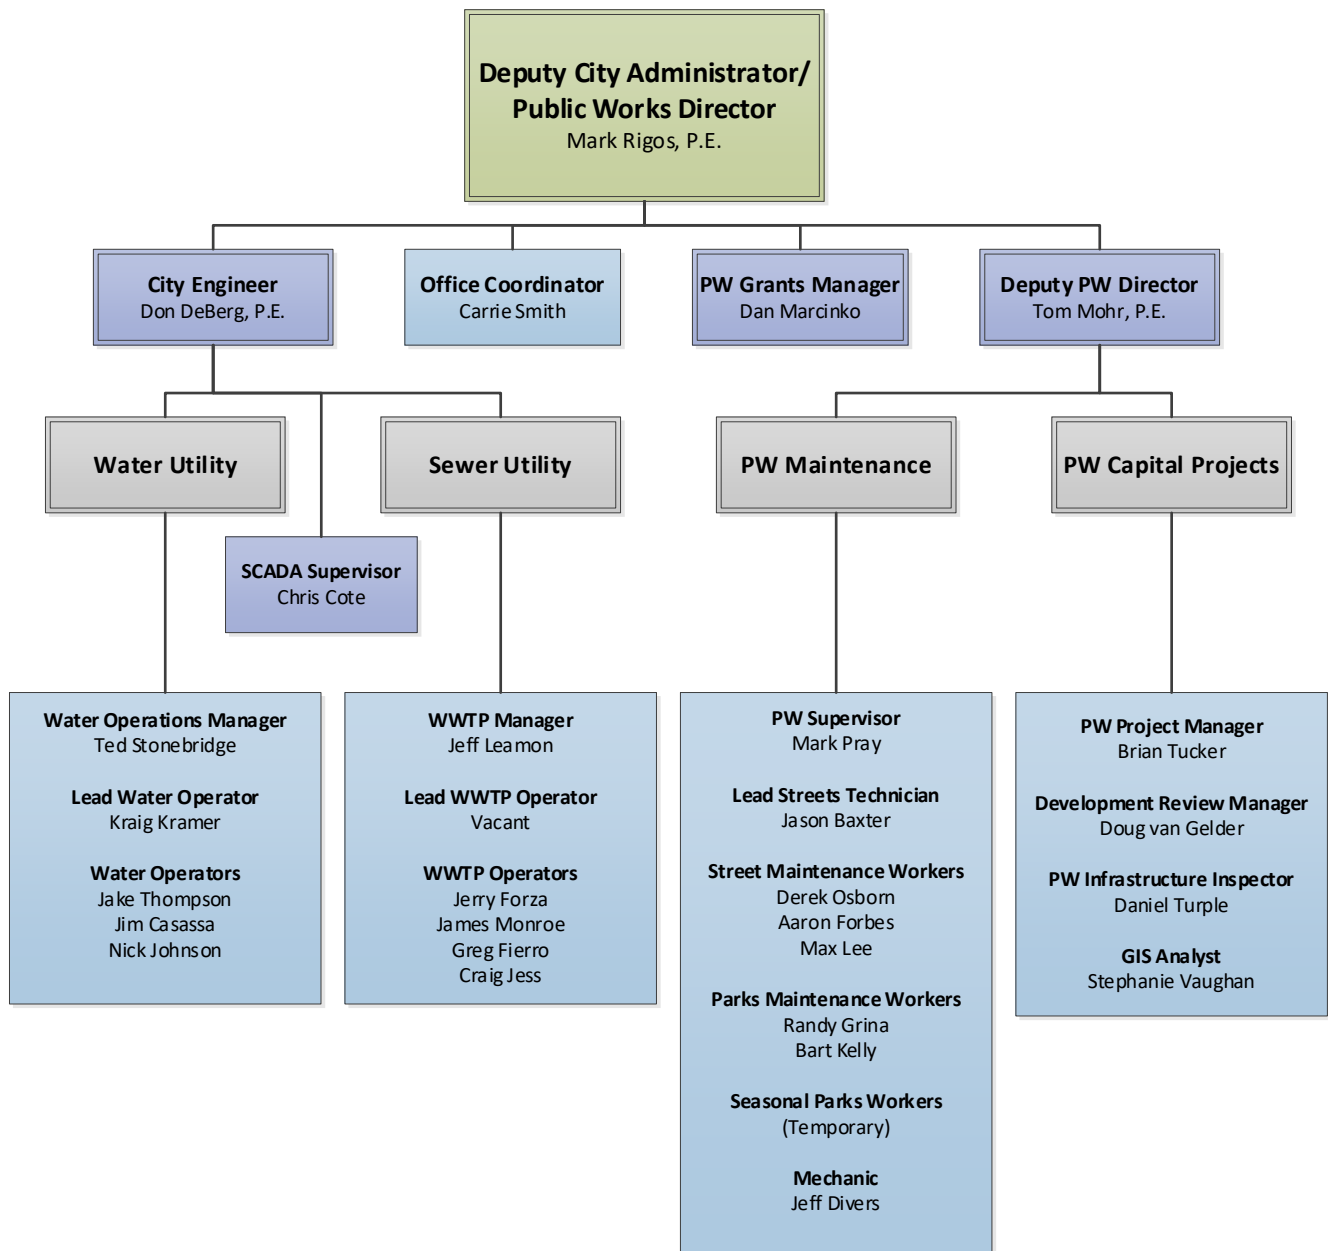 Deputy City Administrator/
Public Works Director
Mark Rigos, P.E.
City Engineer
Don DeBerg, P.E.
Office Coordinator
Carrie Smith
PW Grants Manager
Dan Marcinko
Deputy PW Director
Tom Mohr, P.E.
Water Utility
Sewer Utility
PW Maintenance
PW Capital Projects
SCADA Supervisor
Chris Cote
Water Operations Manager
Ted Stonebridge
Lead Water Operator
Kraig Kramer
Water Operators
Jake Thompson
Jim Casassa
Nick Johnson
WWTP Manager
Jeff Leamon
Lead WWTP Operator
Vacant
WWTP Operators
Jerry Forza
James Monroe
Greg Fierro
Craig Jess
PW Supervisor
Mark Pray
Lead Streets Technician
Jason Baxter
Street Maintenance Workers
Derek Osborn
Aaron Forbes
Max Lee
Parks Maintenance Workers
Randy Grina
Bart Kelly
Seasonal Parks Workers
(Temporary)
Mechanic
Jeff Divers
PW Project Manager
Brian Tucker
Development Review Manager
Doug van Gelder
PW Infrastructure Inspector
Daniel Turple
GIS Analyst
Stephanie Vaughan